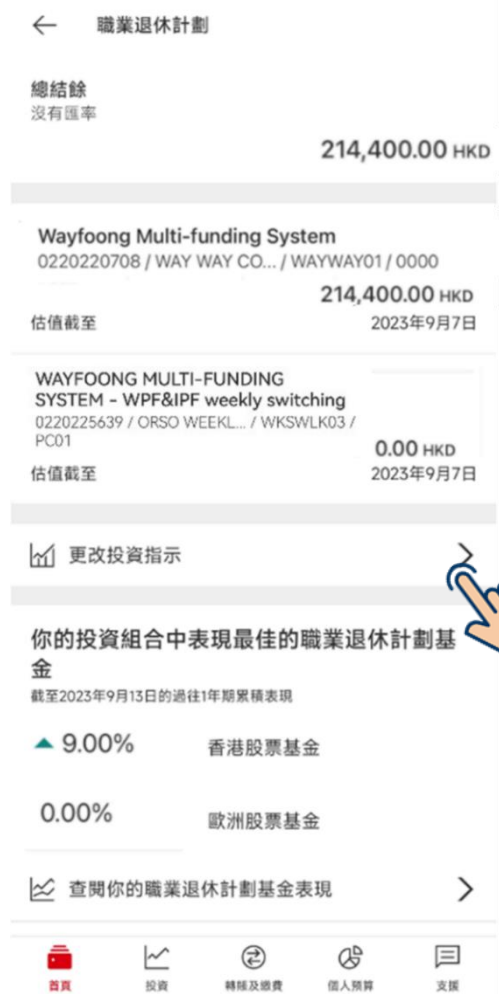 職業退休計劃
總結餘
沒有匯率
214,400.00 HKD
Wayfoong Multi-funding System
0220220708 / WAY WAY CO... / WAYWAY01 / 0000
214,400.00 HKD
估值截至 2023年9月7日
WAYFOONG MULTI-FUNDING
SYSTEM - WPF&IPF weekly switching
0220225639 / ORSO WEEKL... / WKSWLK03 /
PC01
0.00 HKD
估值截至 2023年9月7日
更改投資指示
你的投資組合中表現最佳的職業退休計劃基
金
截至2023年9月13日的過往1年期累積表現
9.00% 香港股票基金
0.00% 歐洲股票基金
查閱你的職業退休計劃基金表現
首頁 投資 轉賬及繳費 個人預算 支援